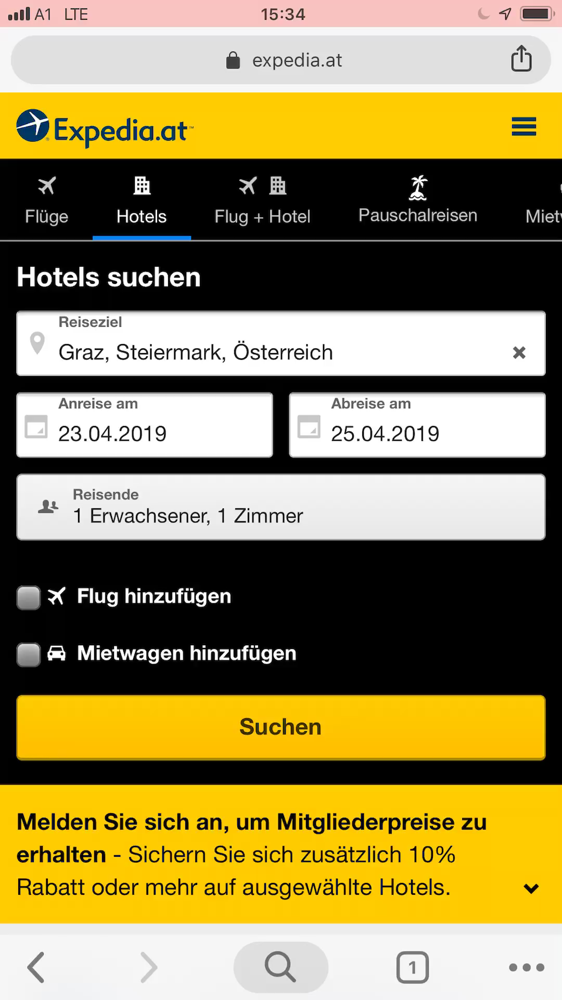 A1 LTE 15:34
expedia.at
Expedia.at™
Flüge Hotels Flug + Hotel Pauschalreisen Mietw
Hotels suchen
Reiseziel
Graz, Steiermark, Österreich
Anreise am Abreise am
23.04.2019 25.04.2019
Reisende
1 Erwachsener, 1 Zimmer
Flug hinzufügen
Mietwagen hinzufügen
Suchen
Melden Sie sich an, um Mitgliederpreise zu
erhalten - Sichern Sie sich zusätzlich 10%
Rabatt oder mehr auf ausgewählte Hotels.
1